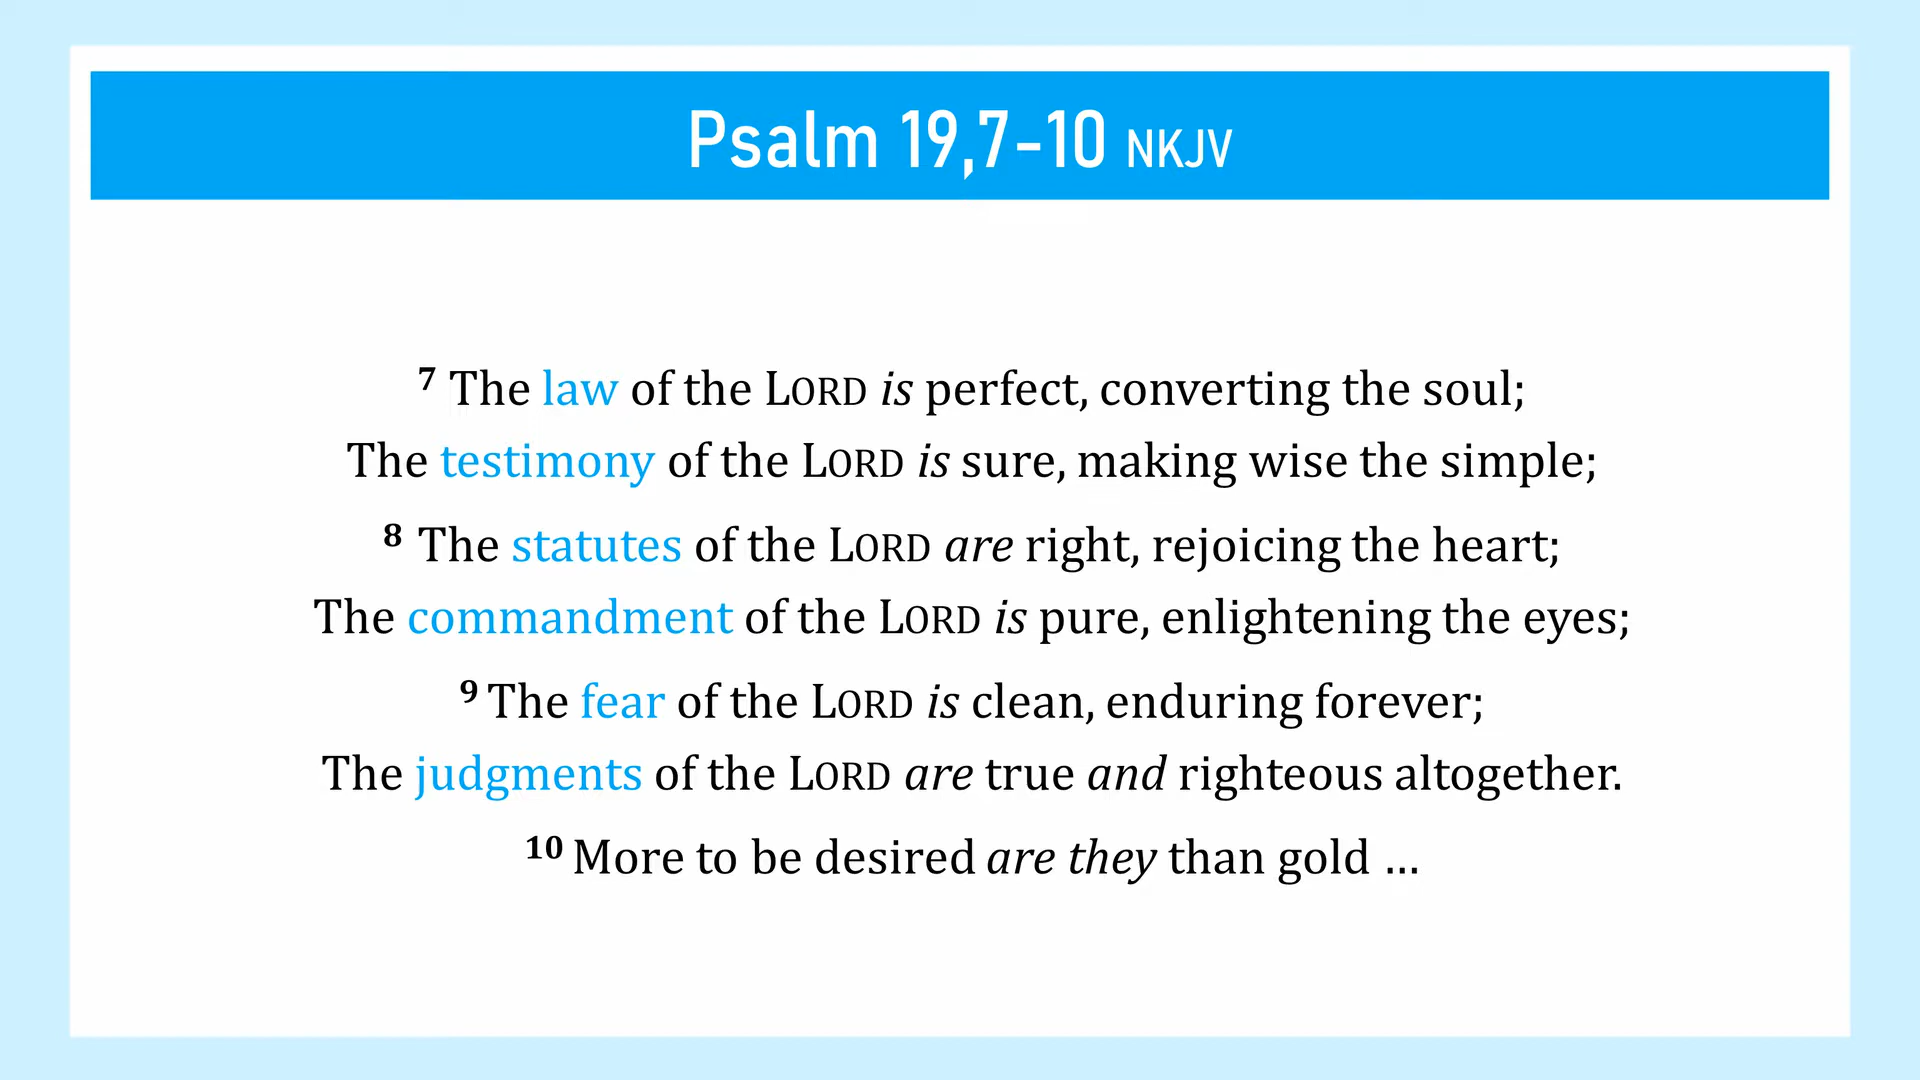 Psalm 19,7-10 NKJV
7 The law of the LORD is perfect, converting the soul;
The testimony of the LORD is sure, making wise the simple;
8 The statutes of the LORD are right, rejoicing the heart;
The commandment of the LORD is pure, enlightening the eyes;
9 The fear of the LORD is clean, enduring forever;
The judgments of the LORD are true and righteous altogether.
10 More to be desired are they than gold …